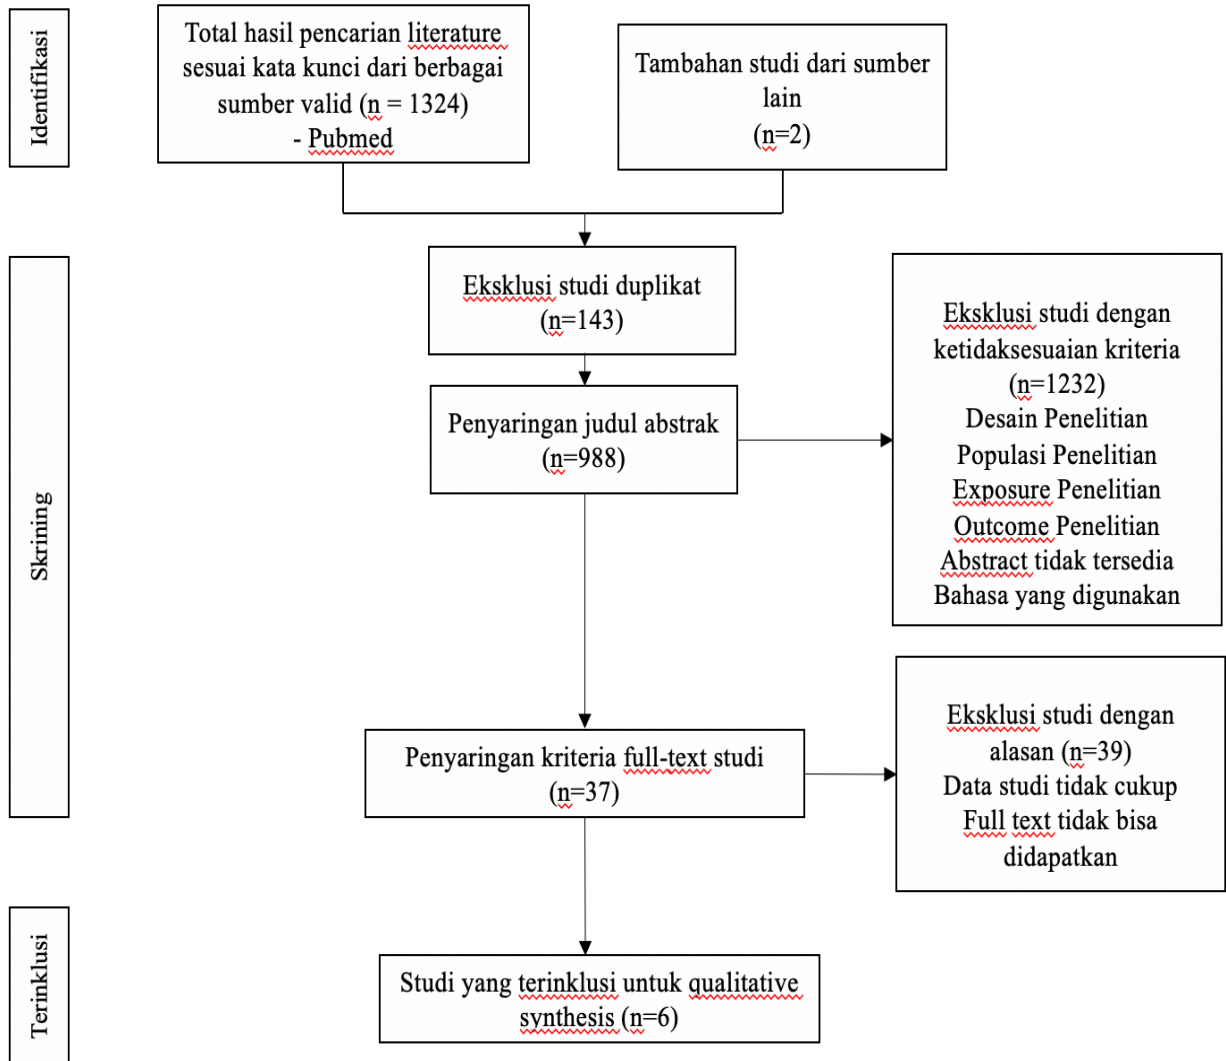 Identifikasi
Total hasil pencarian literature
sesuai kata kunci dari berbagai
sumber valid (n = 1324)
- Pubmed
Tambahan studi dari sumber
lain
(n=2)
Skrining
Eksklusi studi duplikat
(n=143)
Penyaringan judul abstrak
(n=988)
Eksklusi studi dengan
ketidaksesuaian kriteria
(n=1232)
Desain Penelitian
Populasi Penelitian
Exposure Penelitian
Outcome Penelitian
Abstract tidak tersedia
Bahasa yang digunakan
Penyaringan kriteria full-text studi
(n=37)
Eksklusi studi dengan
alasan (n=39)
Data studi tidak cukup
Full text tidak bisa
didapatkan
Terinklusi
Studi yang terinklusi untuk qualitative
synthesis (n=6)